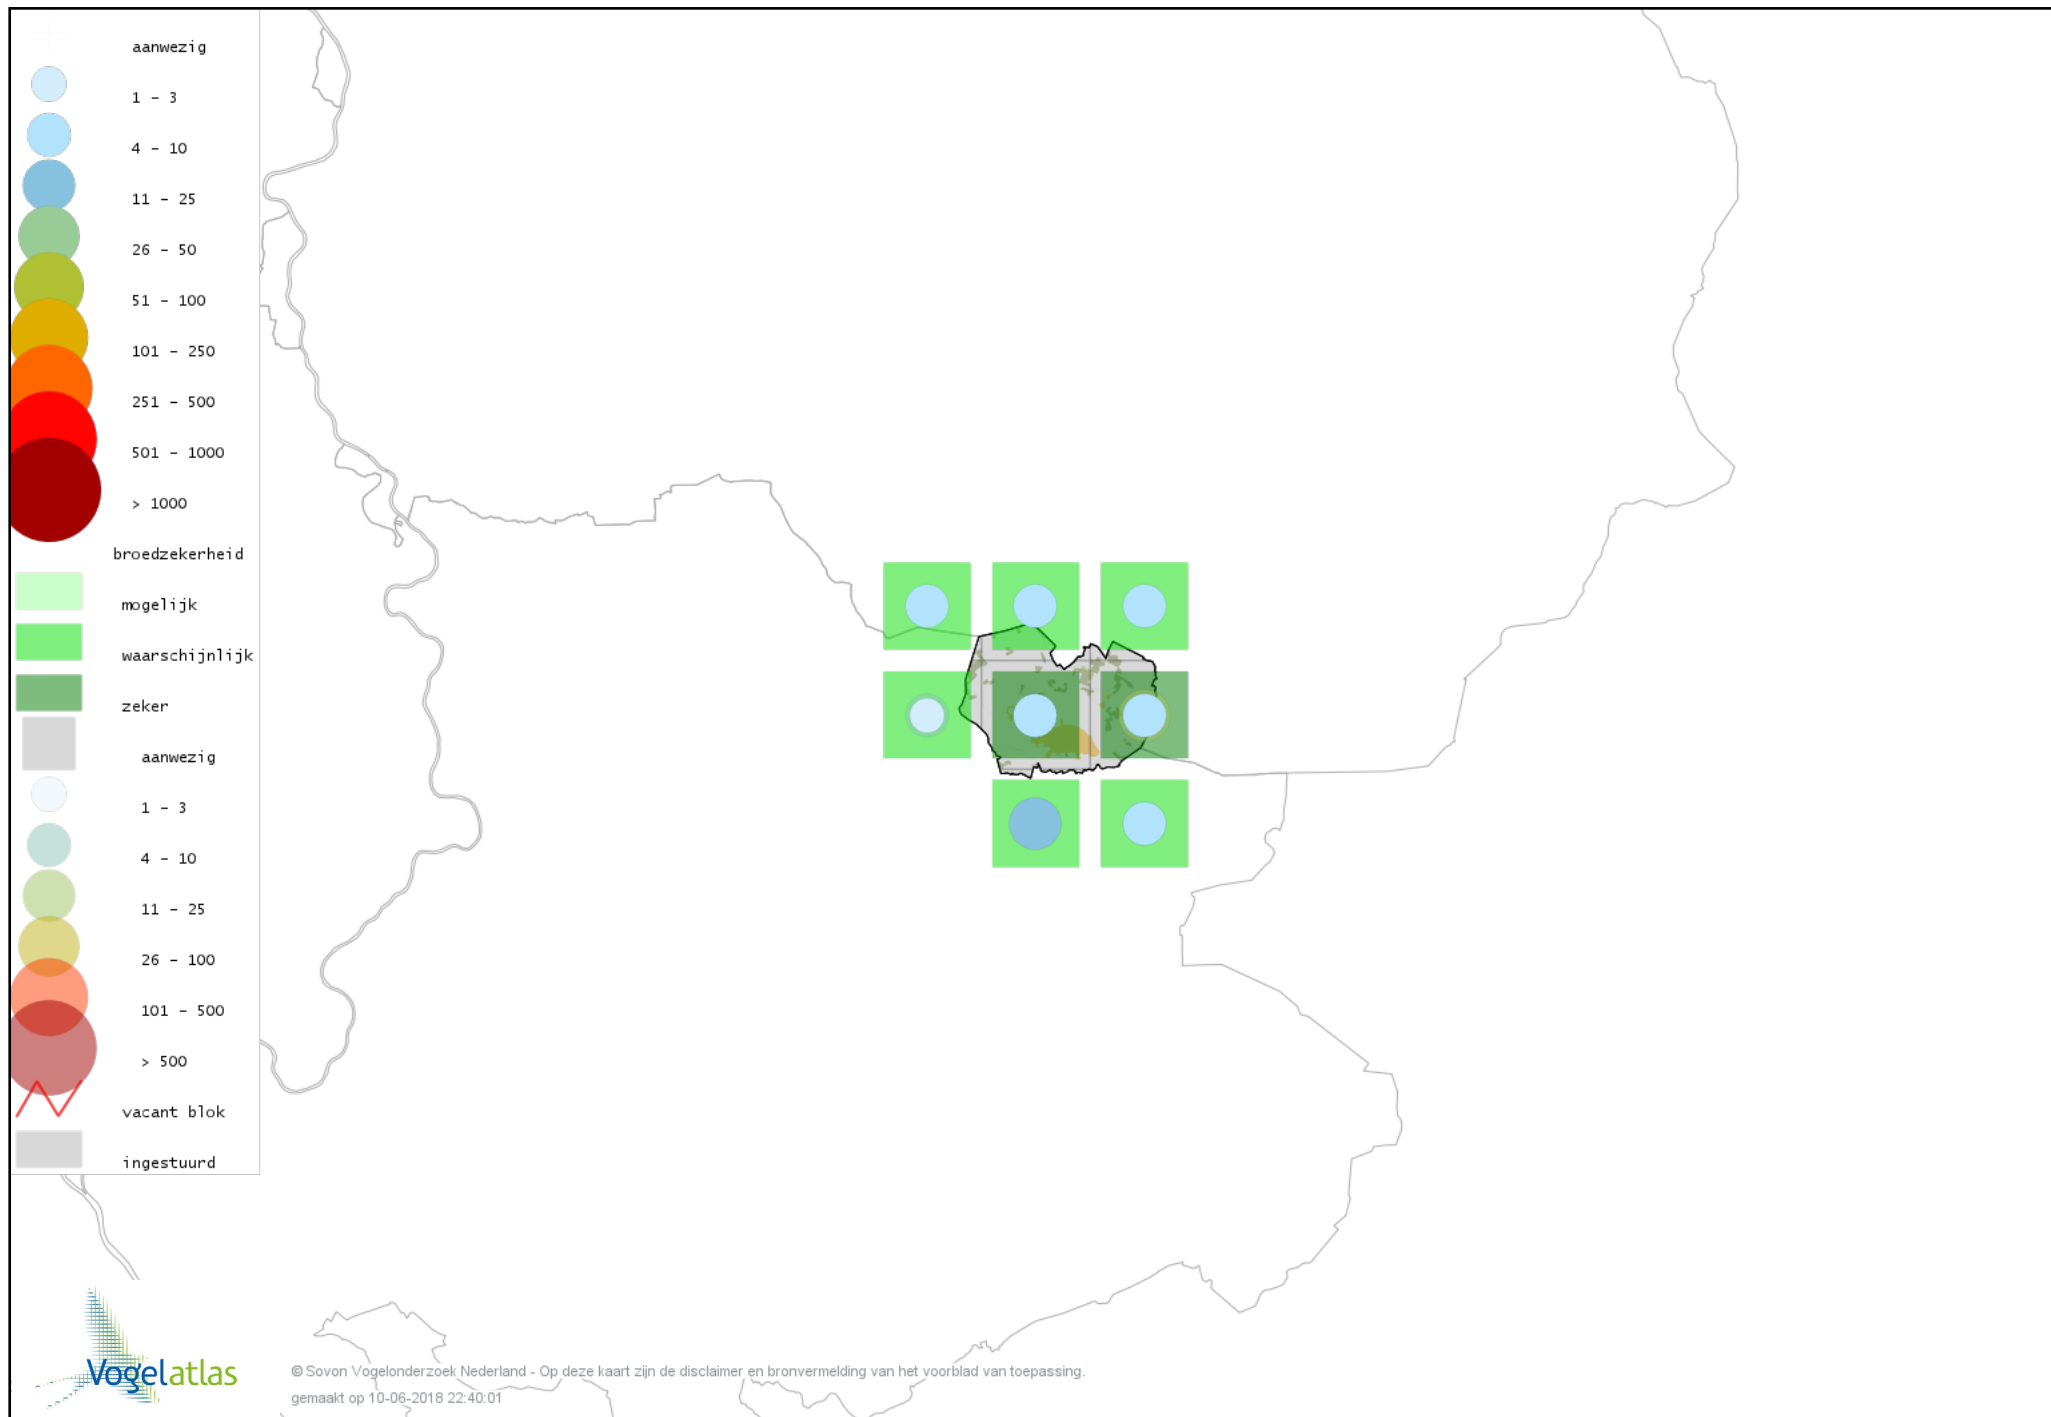 aanwezig
1 - 3
4 - 10
11 - 25
26 - 50
51 - 100
101 - 250
251 - 500
501 - 1000
> 1000
broedzekerheid
mogelijk
waarschijnlijk
zeker
aanwezig
1 - 3
4 - 10
11 - 25
26 - 100
101 - 500
> 500
vacant blok
ingestuurd
Vogelatlas
© Sovon Vogelonderzoek Nederland - Op deze kaart zijn de disclaimer en bronvermelding van het voorblad van toepassing.
gemaakt op 10-06-2018 22:40:01